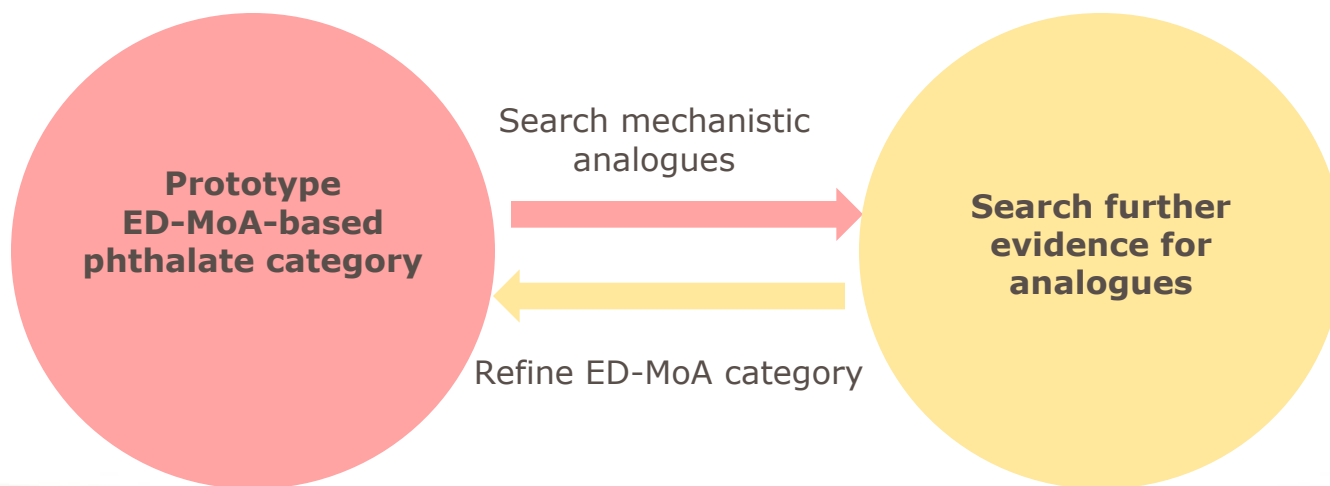 Prototype
ED-MoA-based
phthalate category
Search mechanistic
analogues
Refine ED-MoA category
Search further
evidence for
analogues